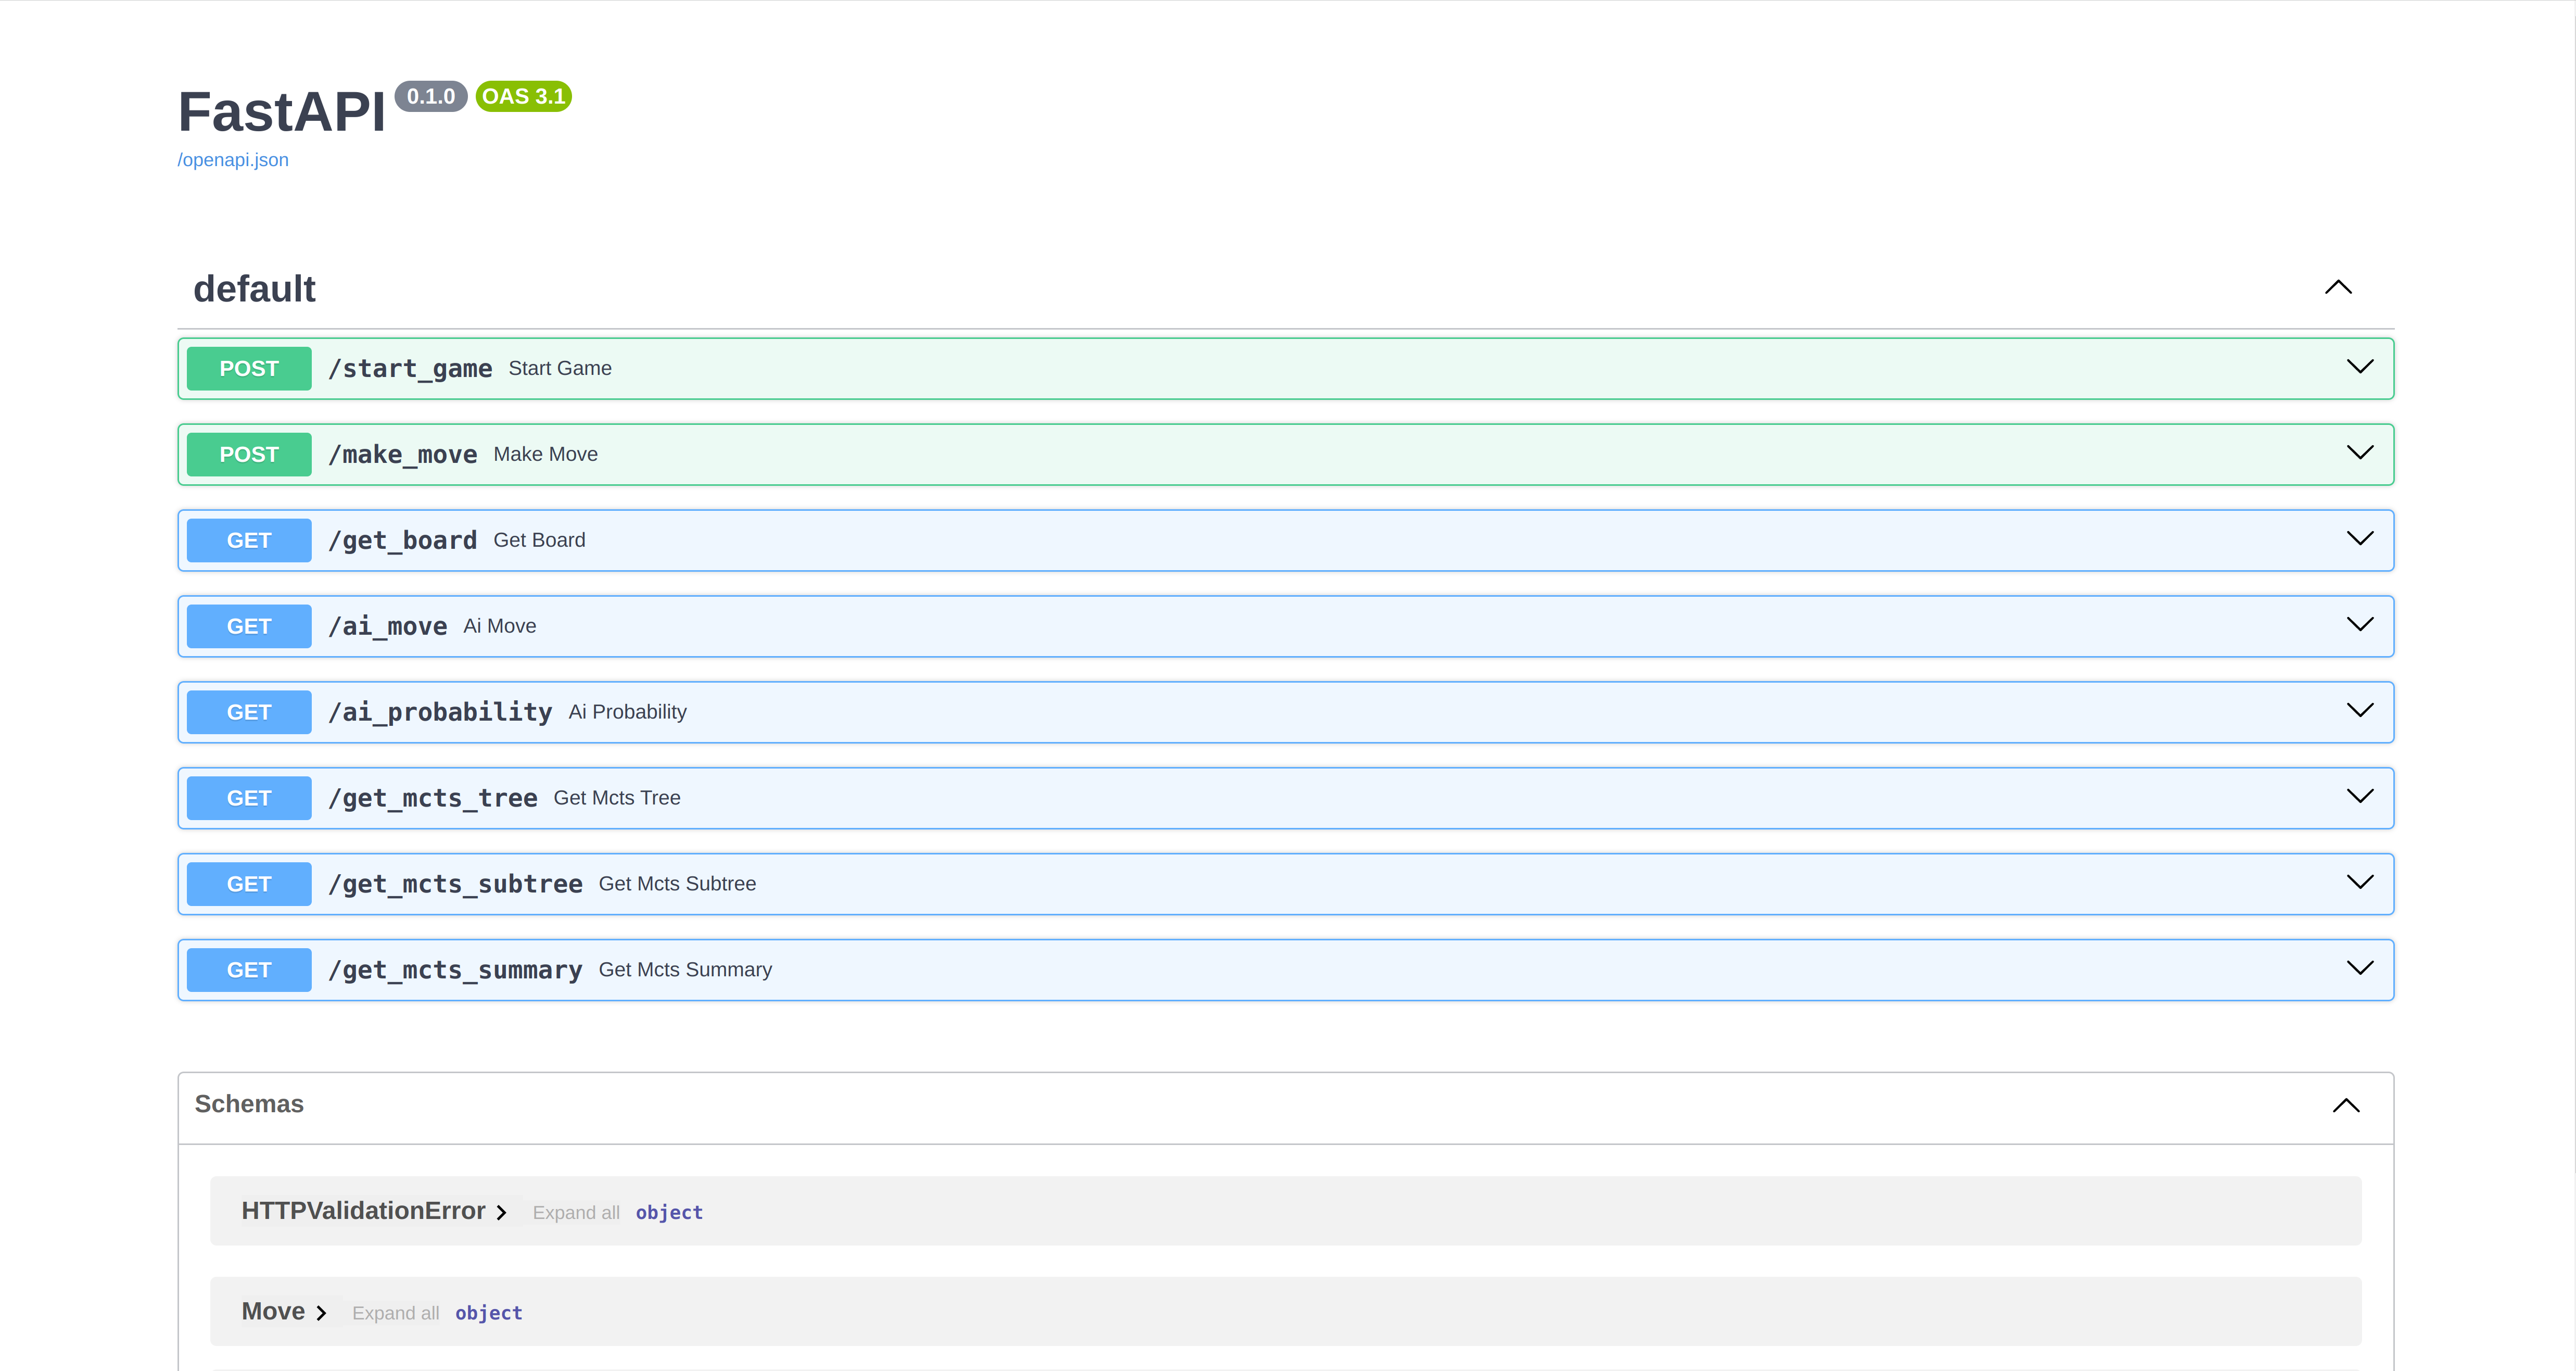 FastAPI 0.1.0 OAS 3.1
/openapi.json
default
POST /start_game Start Game
POST /make_move Make Move
GET /get_board Get Board
GET /ai_move Ai Move
GET /ai_probability Ai Probability
GET /get_mcts_tree Get Mcts Tree
GET /get_mcts_subtree Get Mcts Subtree
GET /get_mcts_summary Get Mcts Summary
Schemas
HTTPValidationError Expand all object
Move Expand all object